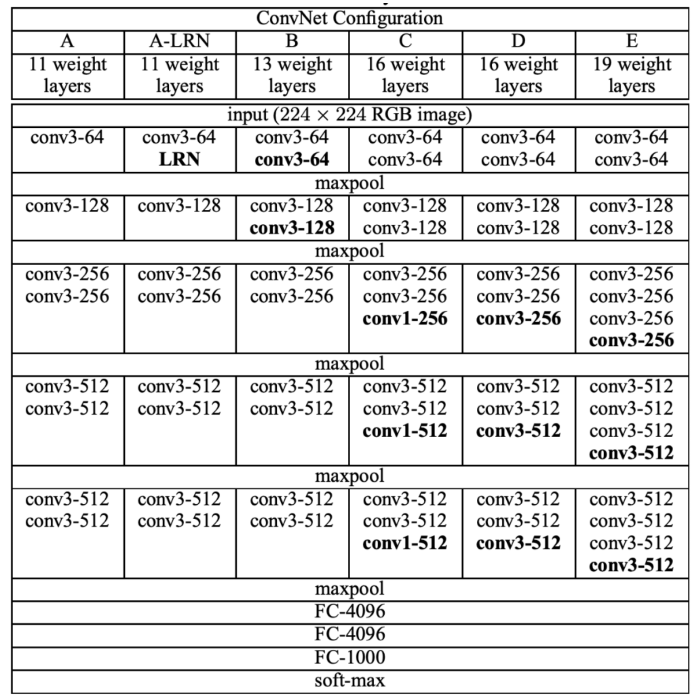 ConvNet Configuration
A A-LRN B C D E
11 weight 11 weight 13 weight 16 weight 16 weight 19 weight
layers layers layers layers layers layers
input (224 × 224 RGB image)
conv3-64 conv3-64 conv3-64 conv3-64 conv3-64 conv3-64
LRN conv3-64 conv3-64 conv3-64 conv3-64
maxpool
conv3-128 conv3-128 conv3-128 conv3-128 conv3-128 conv3-128
conv3-128 conv3-128 conv3-128 conv3-128
maxpool
conv3-256 conv3-256 conv3-256 conv3-256 conv3-256 conv3-256
conv3-256 conv3-256 conv3-256 conv3-256 conv3-256 conv3-256
conv1-256 conv3-256 conv3-256
conv3-256
maxpool
conv3-512 conv3-512 conv3-512 conv3-512 conv3-512 conv3-512
conv3-512 conv3-512 conv3-512 conv3-512 conv3-512 conv3-512
conv1-512 conv3-512 conv3-512
conv3-512
maxpool
conv3-512 conv3-512 conv3-512 conv3-512 conv3-512 conv3-512
conv3-512 conv3-512 conv3-512 conv3-512 conv3-512 conv3-512
conv1-512 conv3-512 conv3-512
conv3-512
maxpool
FC-4096
FC-4096
FC-1000
soft-max